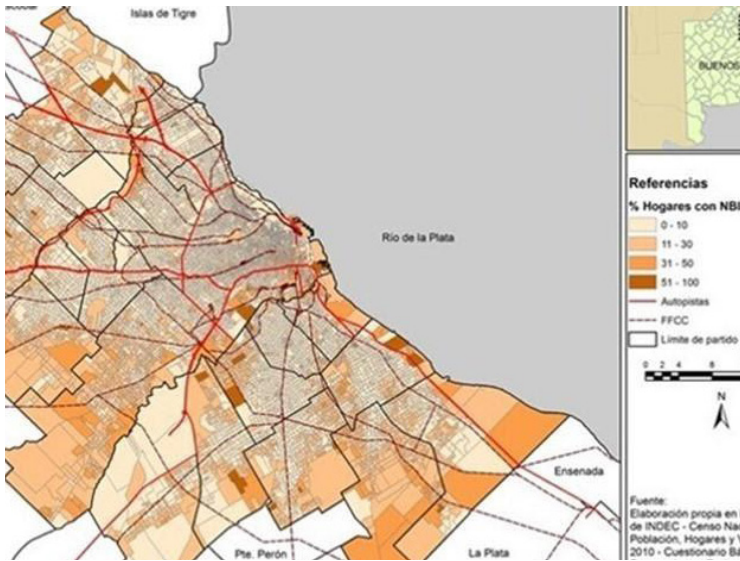 Islas de Tigre
BUENOS
Río de la Plata
Referencias
% Hogares con NBI
0 - 10
11 - 30
31 - 50
51 - 100
Autopistas
FFCC
Límite de partido
0 2 4 8
N
Ensenada
Pte. Perón
La Plata
Fuente:
Elaboración propia en
de INDEC - Censo Na
Población, Hogares y V
2010 - Cuestionario Bá